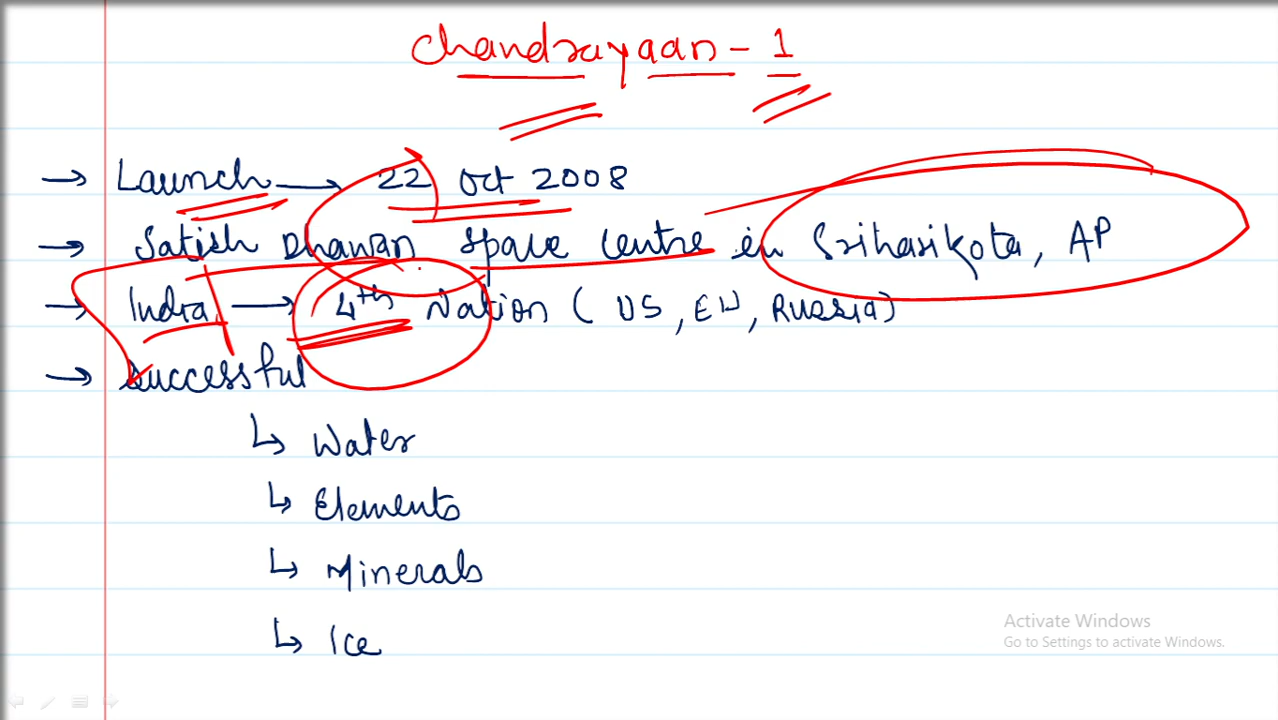 Chandrayaan - 1
→ Launch → 22 Oct 2008
→ Satish Dhawan Space Centre in Sriharikota, AP
→ India → 4th Nation ( US, EU, Russia)
→ Successful
↳ Water
↳ Elements
↳ Minerals
↳ Ice
Activate Windows
Go to Settings to activate Windows.